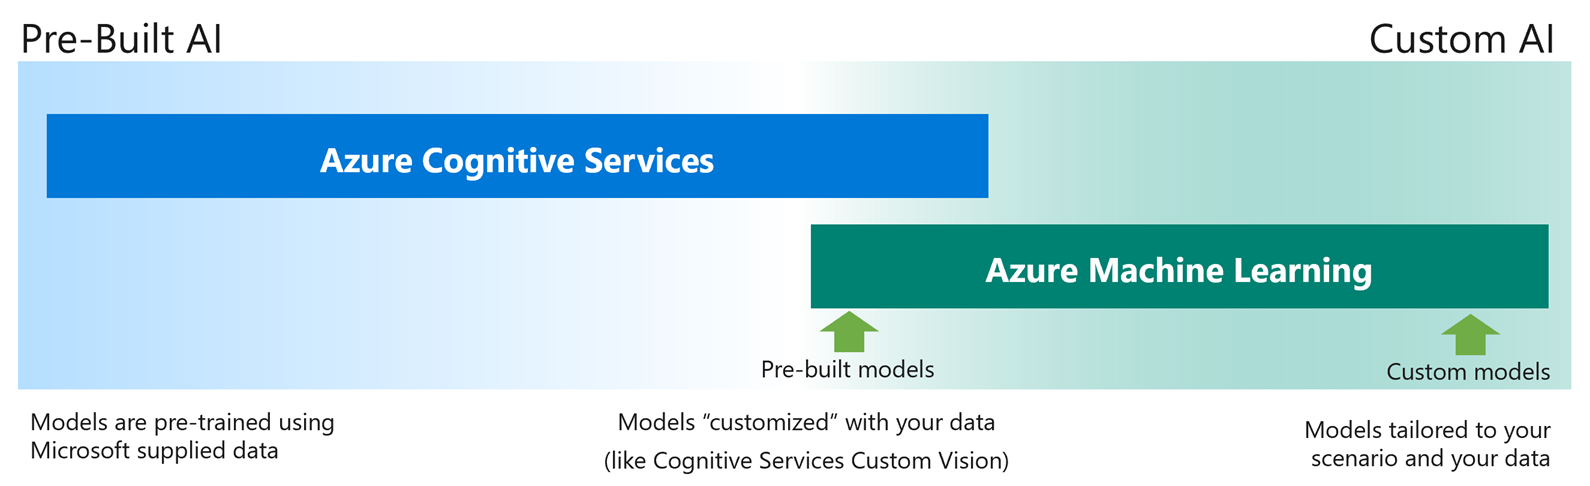 Pre-Built AI
Custom AI
Azure Cognitive Services
Azure Machine Learning
Pre-built models
Custom models
Models are pre-trained using
Microsoft supplied data
Models “customized” with your data
(like Cognitive Services Custom Vision)
Models tailored to your
scenario and your data